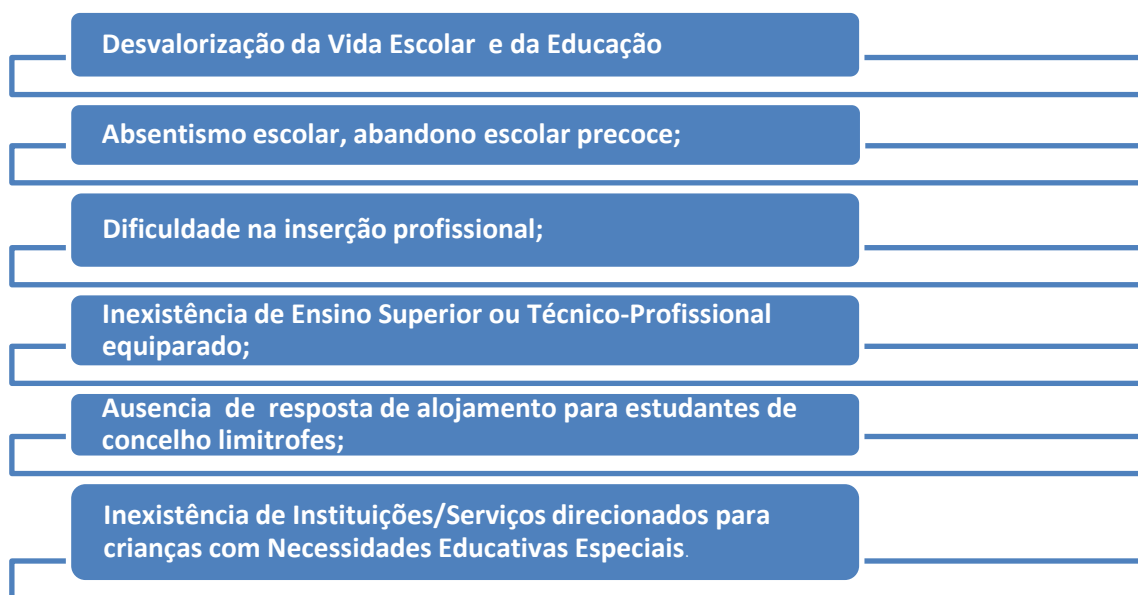 Desvalorização da Vida Escolar  e da Educação
Absentismo escolar, abandono escolar precoce;
Dificuldade na inserção profissional;
Inexistência de Ensino Superior ou Técnico-Profissional
equiparado;
Ausencia  de  resposta de alojamento para estudantes de
concelho limitrofes;
Inexistência de Instituições/Serviços direcionados para
crianças com Necessidades Educativas Especiais.